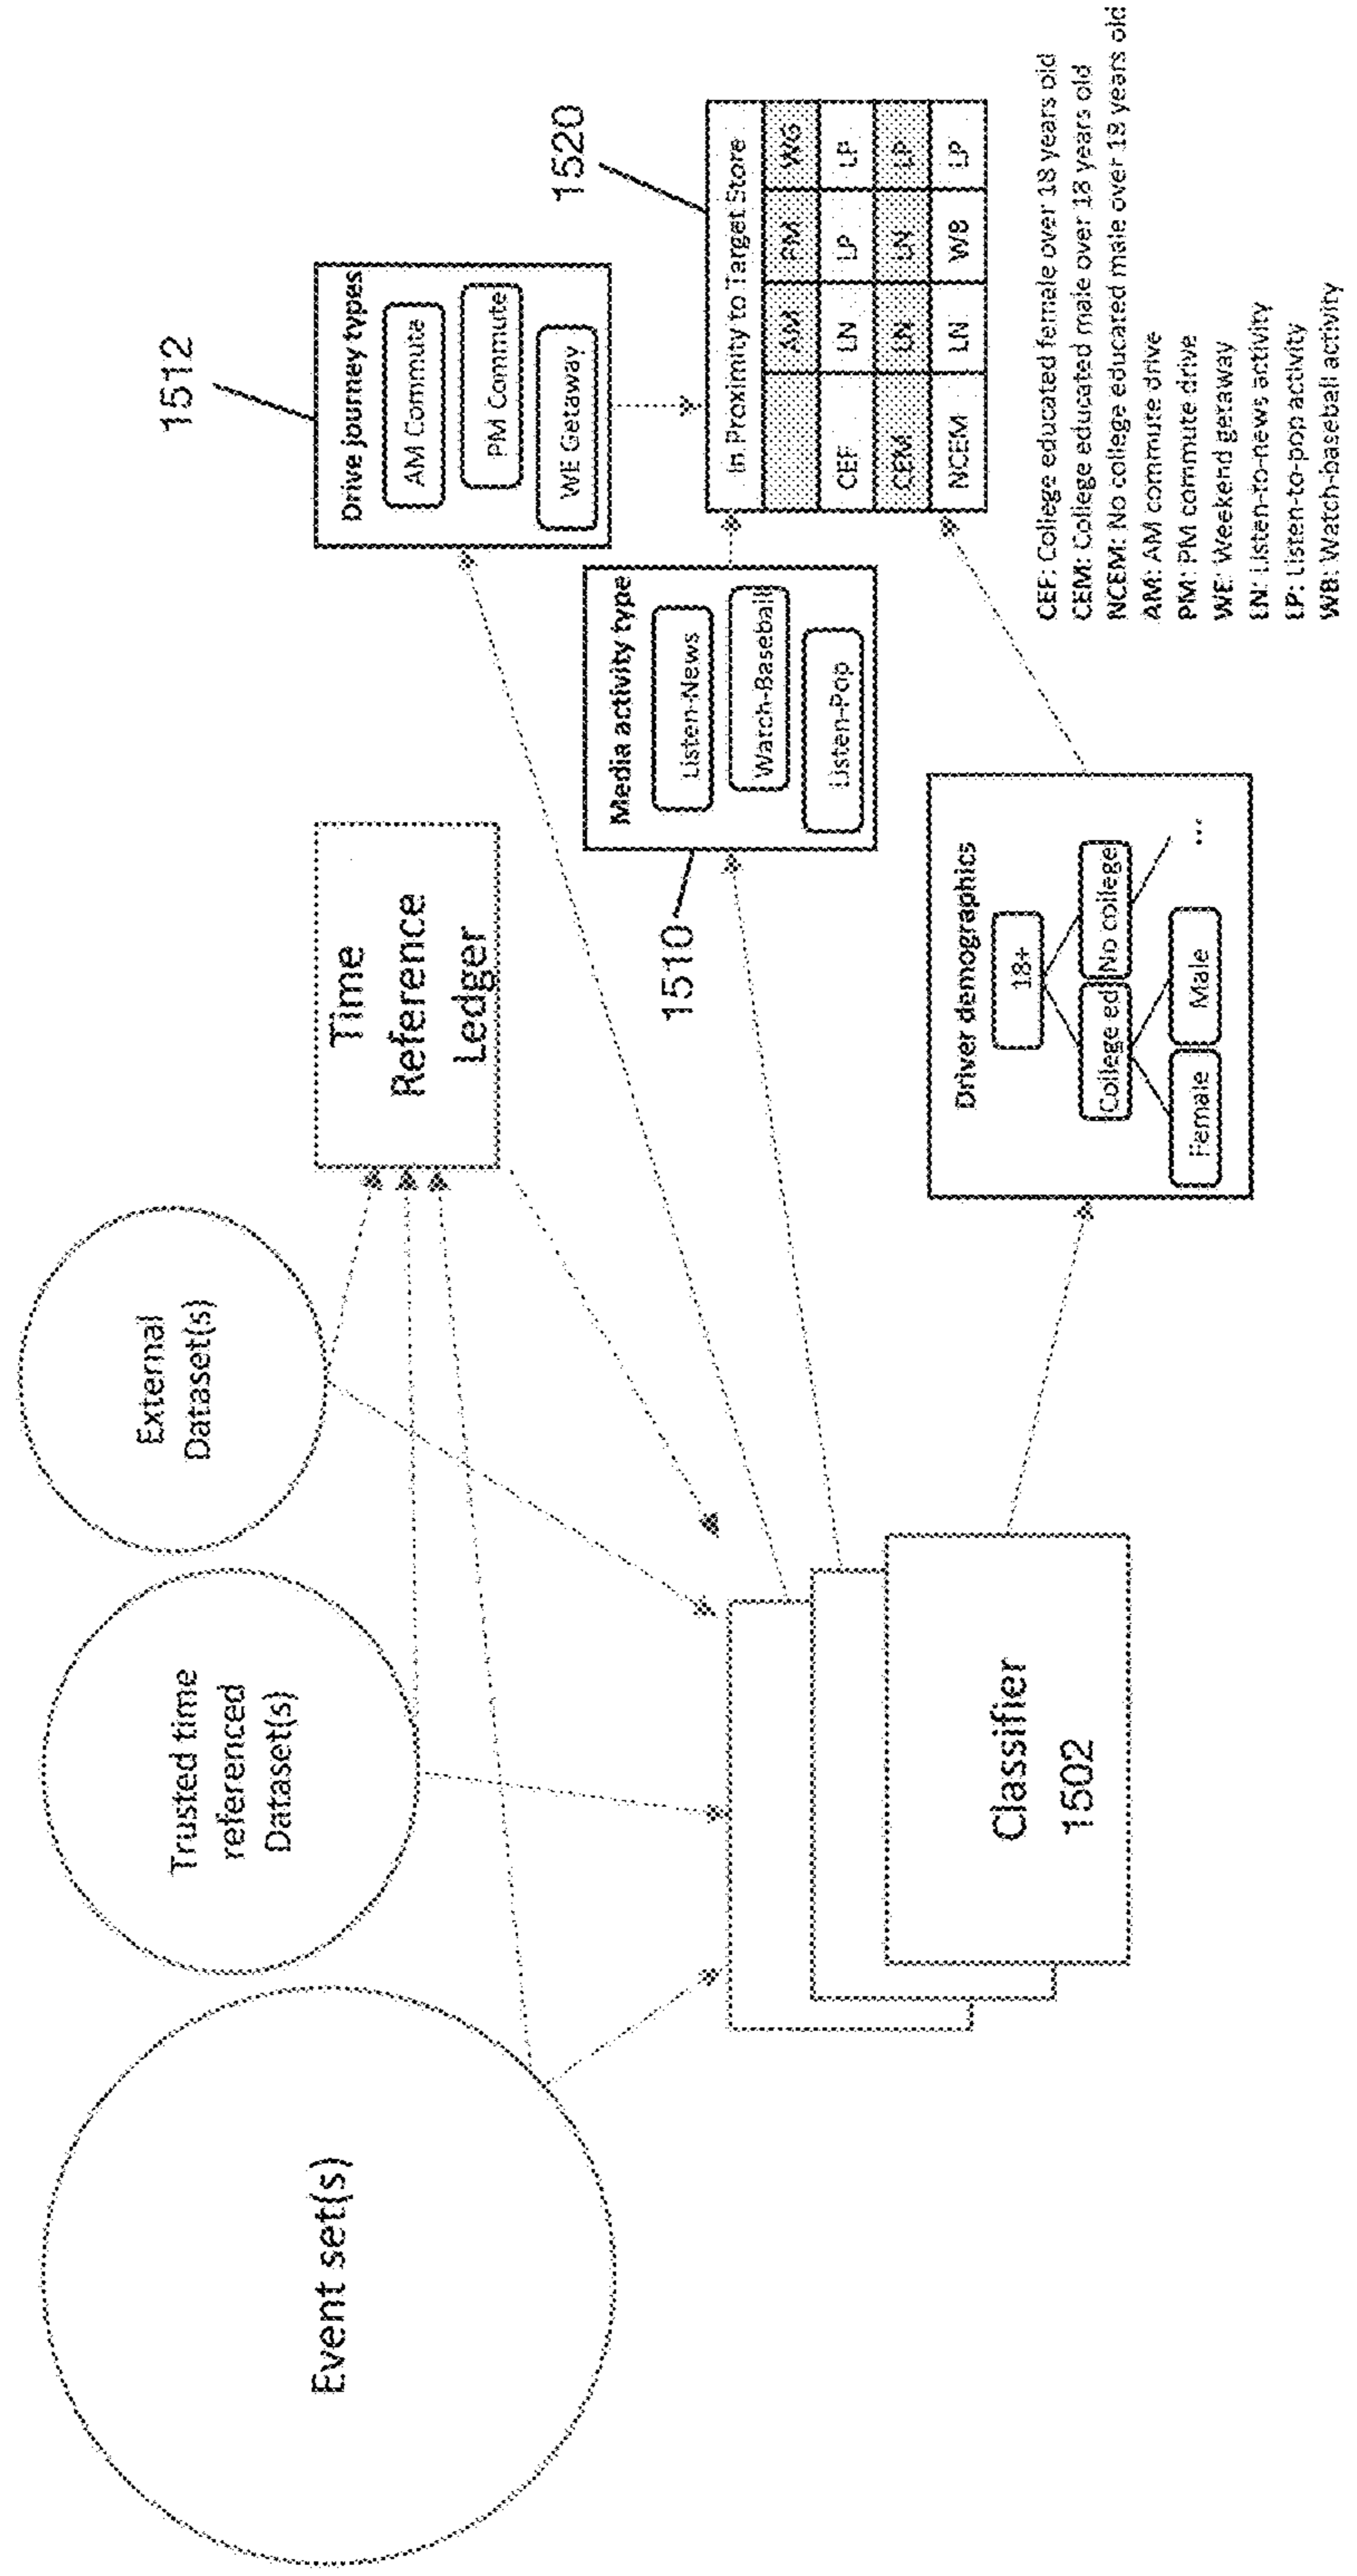 Event set(s)
Trusted time
referenced
Dataset(s)
External
Dataset(s)
Time
Reference
Ledger
Classifier
1502
1512
Drive journey types
AM Commute
PM Commute
WE Getaway
1510
Media activity type
Listen-News
Watch-Baseball
Listen-Pop
Driver demographics
18+
College ed No college
Female Male ...
1520
In Proximity to Target Store
AM PM WG
CEF LN LP LP
CEM LN LN LP
NCEM LN WB LP
CEF: College educated female over 18 years old
CEM: College educated male over 18 years old
NCEM: No college educated male over 18 years old
AM: AM commute drive
PM: PM commute drive
WE: Weekend getaway
LN: Listen-to-news activity
LP: Listen-to-pop activity
WB: Watch-baseball activity